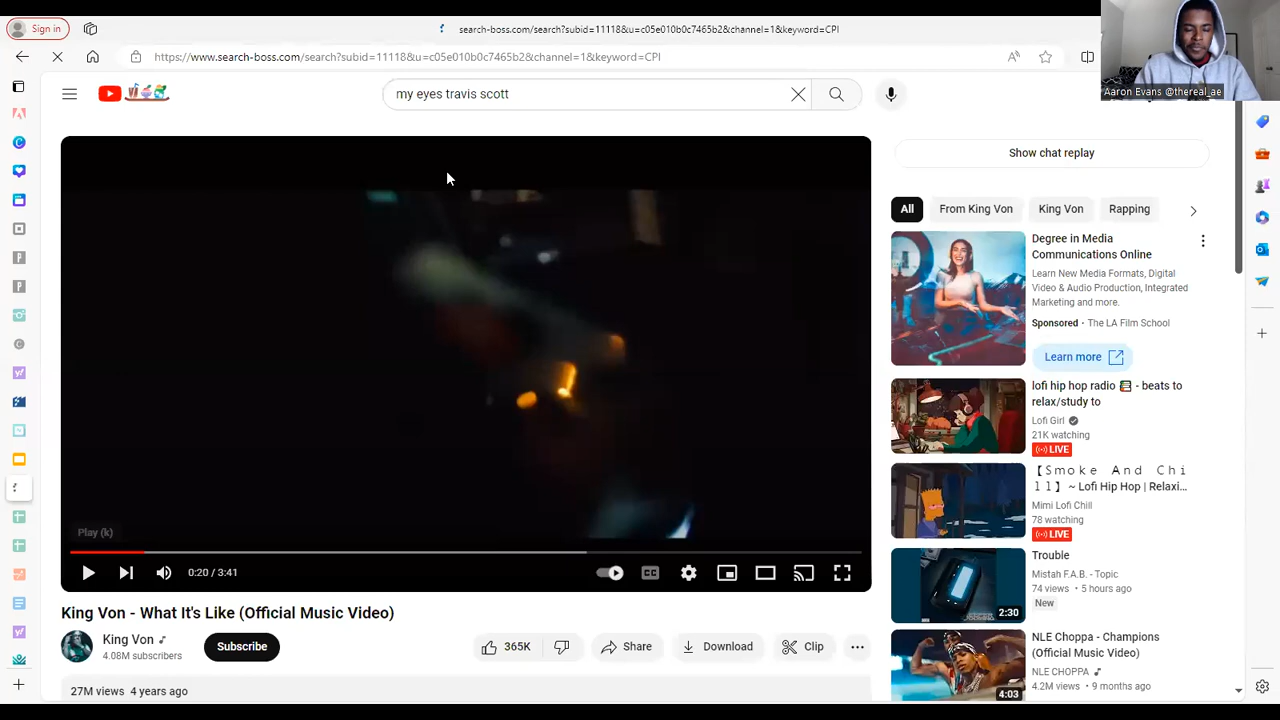 Sign in
search-boss.com/search?subid=11118&u=c05e010b0c7465b2&channel=1&keyword=CPI
https://www.search-boss.com/search?subid=11118&u=c05e010b0c7465b2&channel=1&keyword=CPI
Aaron Evans @thereal_ae
my eyes travis scott
Show chat replay
All
From King Von
King Von
Rapping
Degree in Media
Communications Online
Learn New Media Formats, Digital
Video & Audio Production, Integrated
Marketing and more.
Sponsored • The LA Film School
Learn more
lofi hip hop radio 📚 - beats to
relax/study to
Lofi Girl
21K watching
LIVE
【Ｓｍｏｋｅ Ａｎｄ Ｃｈｉ
ｌｌ】 ~ Lofi Hip Hop | Relaxi...
Mimi Lofi Chill
78 watching
LIVE
Trouble
Mistah F.A.B. - Topic
74 views • 5 hours ago
New
2:30
NLE Choppa - Champions
(Official Music Video)
NLE CHOPPA
4.2M views • 9 months ago
4:03
Play (k)
0:20 / 3:41
CC
King Von - What It's Like (Official Music Video)
King Von
4.08M subscribers
Subscribe
365K
Share
Download
Clip
27M views 4 years ago